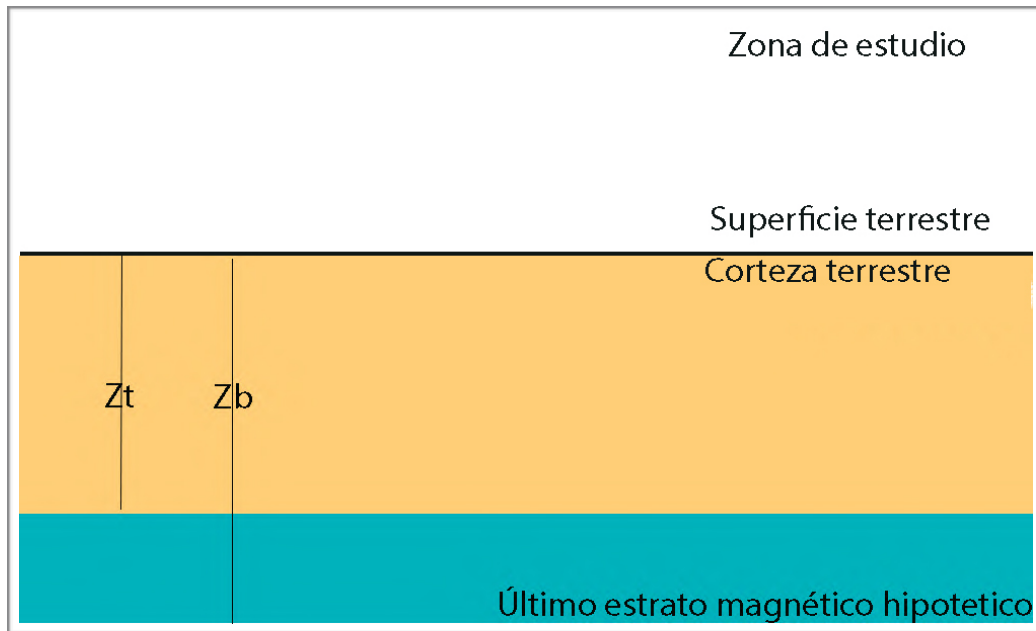 Zona de estudio
Superficie terrestre
Corteza terrestre
Zt Zb
Último estrato magnético hipotetico